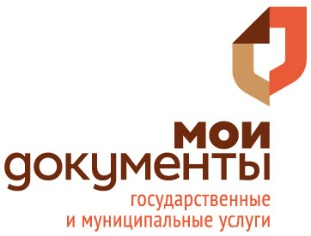 мои
документы
государственные
и муниципальные услуги